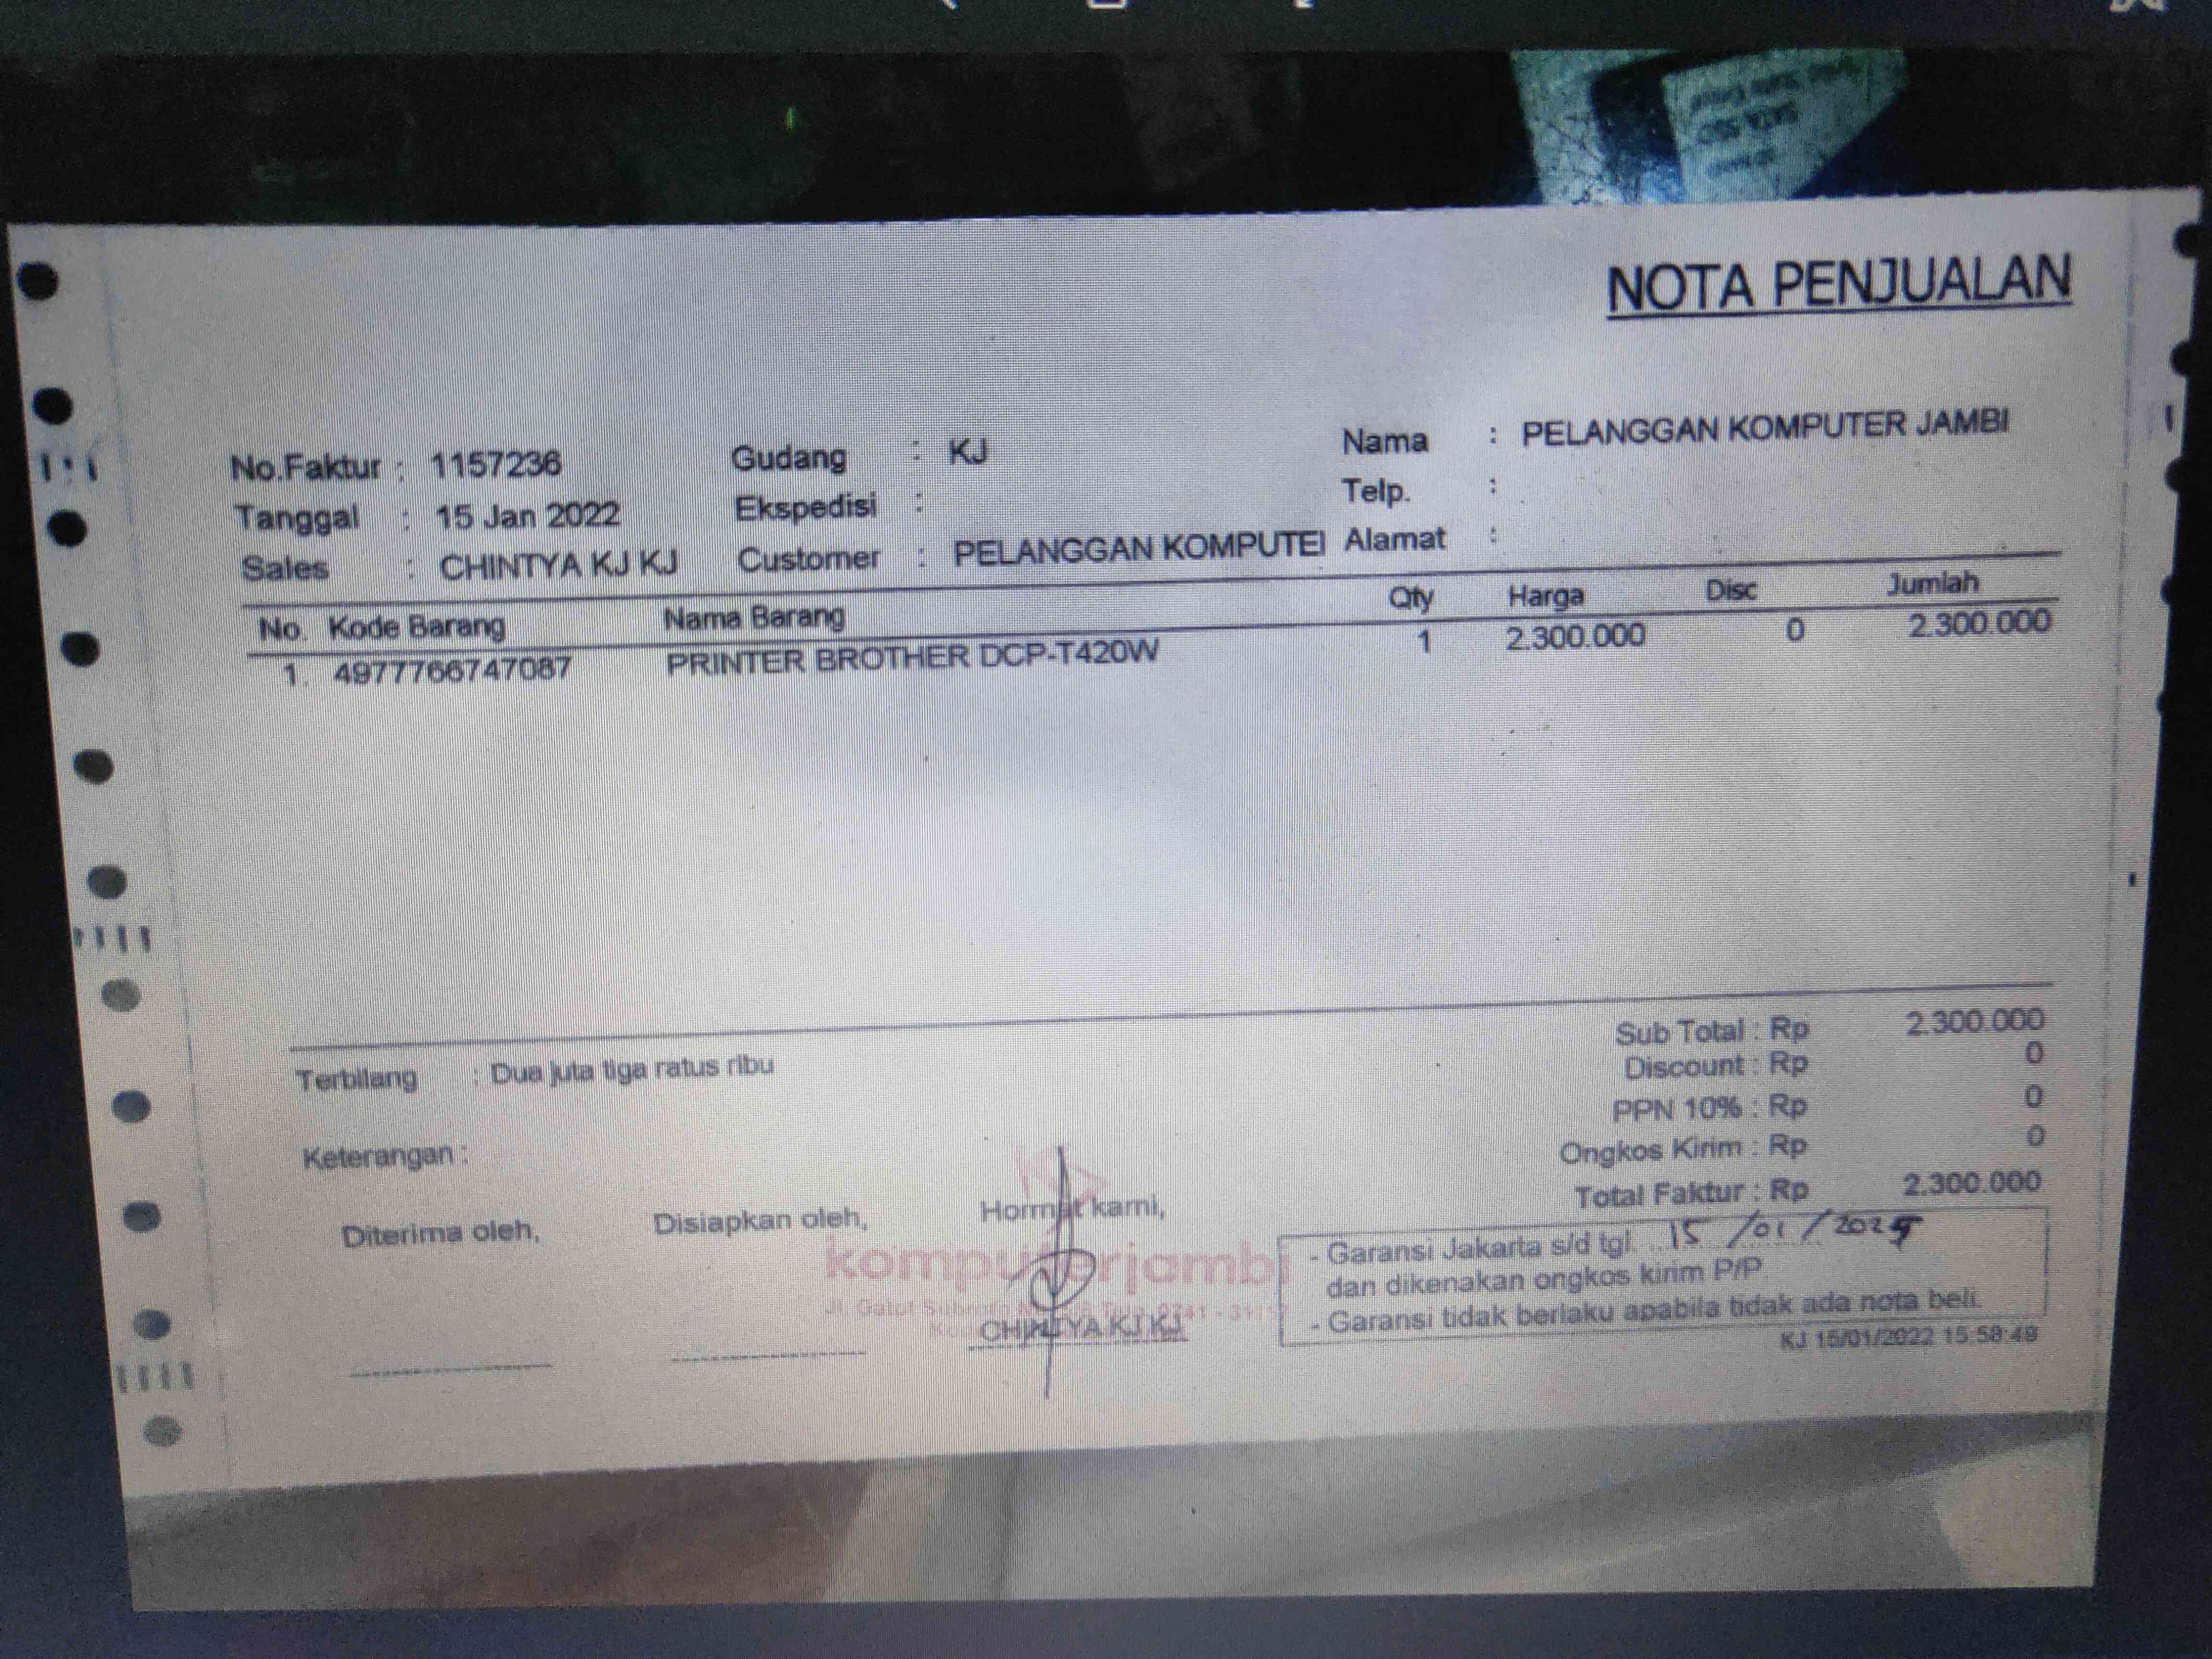 SATA SSD
NOTA PENJUALAN
No.Faktur : 1157236 Gudang : KJ Nama : PELANGGAN KOMPUTER JAMBI
Tanggal : 15 Jan 2022 Ekspedisi : Telp. :
Sales : CHINTYA KJ KJ Customer : PELANGGAN KOMPUTEI Alamat :
No. Kode Barang Nama Barang Qty Harga Disc Jumlah
1. 4977766747087 PRINTER BROTHER DCP-T420W 1 2.300.000 0 2.300.000
Terbilang : Dua juta tiga ratus ribu
Sub Total : Rp 2.300.000
Discount : Rp 0
PPN 10% : Rp 0
Ongkos Kirim : Rp 0
Total Faktur : Rp 2.300.000
Keterangan :
Diterima oleh, Disiapkan oleh, Hormat kami,
komputerjambi
CHINTYA KJ KJ
- Garansi Jakarta s/d tgl. 15 /01 /
dan dikenakan ongkos kirim P/P
- Garansi tidak berlaku apabila tidak ada nota beli.
KJ 15/01/2022 15:58:49